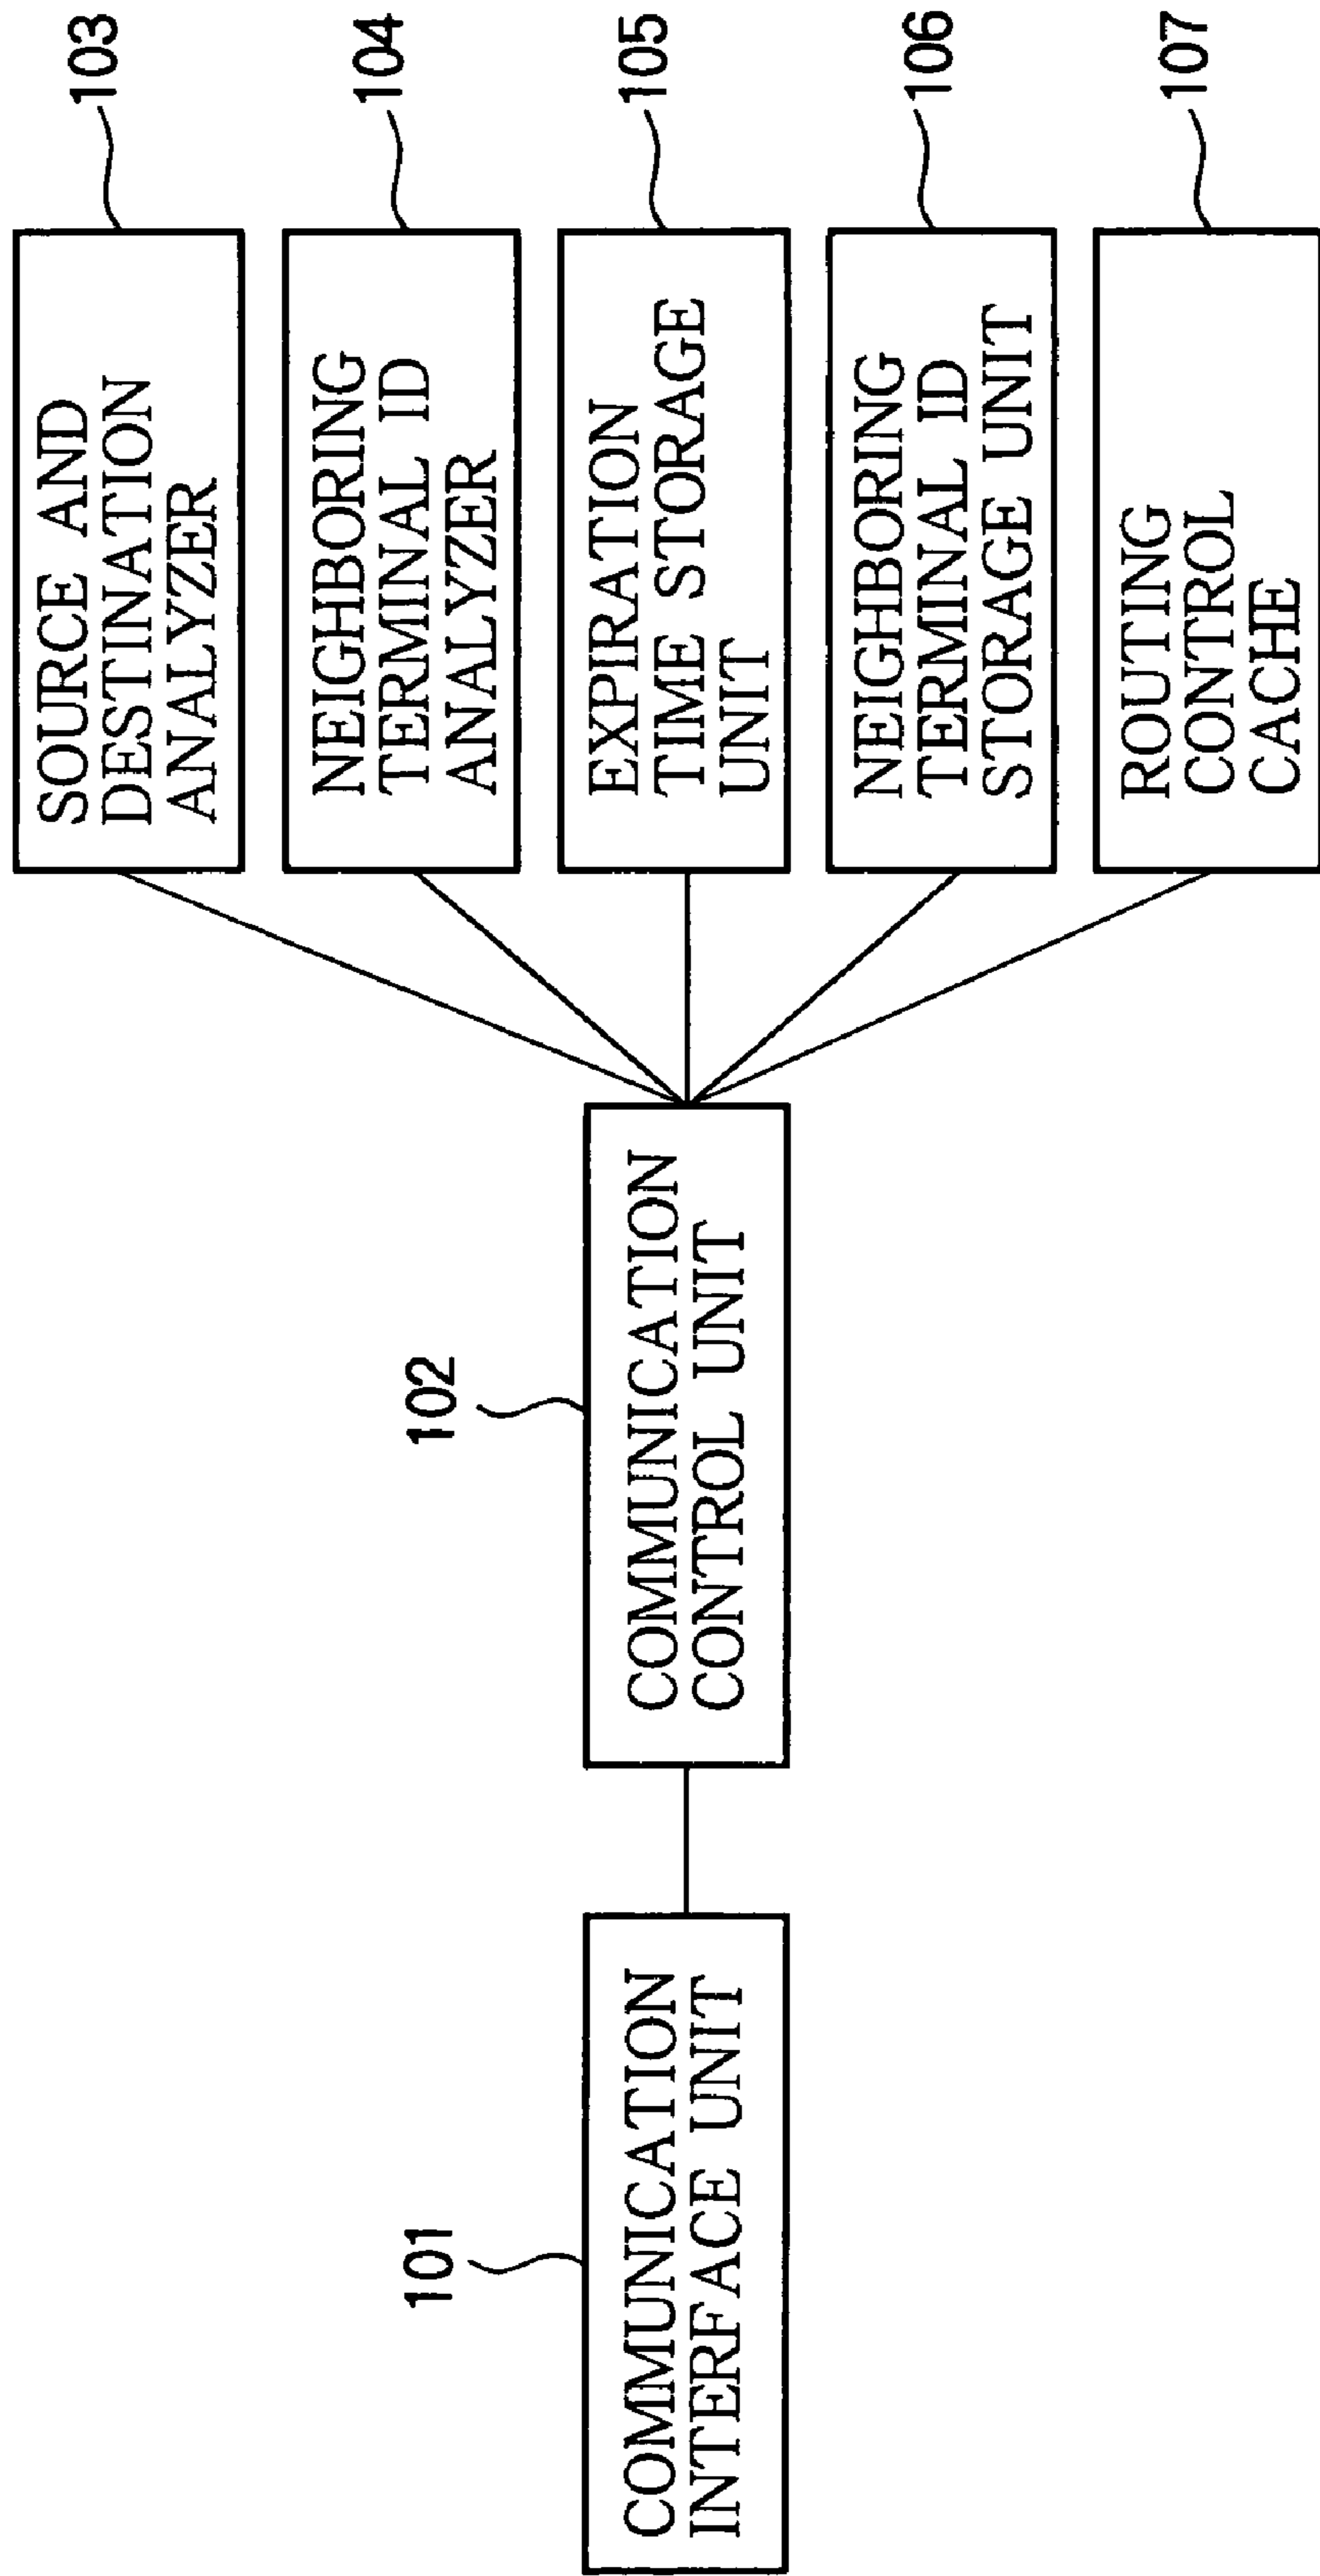 101
COMMUNICATION
INTERFACE UNIT
102
COMMUNICATION
CONTROL UNIT
SOURCE AND
DESTINATION
ANALYZER
103
NEIGHBORING
TERMINAL ID
ANALYZER
104
EXPIRATION
TIME STORAGE
UNIT
105
NEIGHBORING
TERMINAL ID
STORAGE UNIT
106
ROUTING
CONTROL
CACHE
107